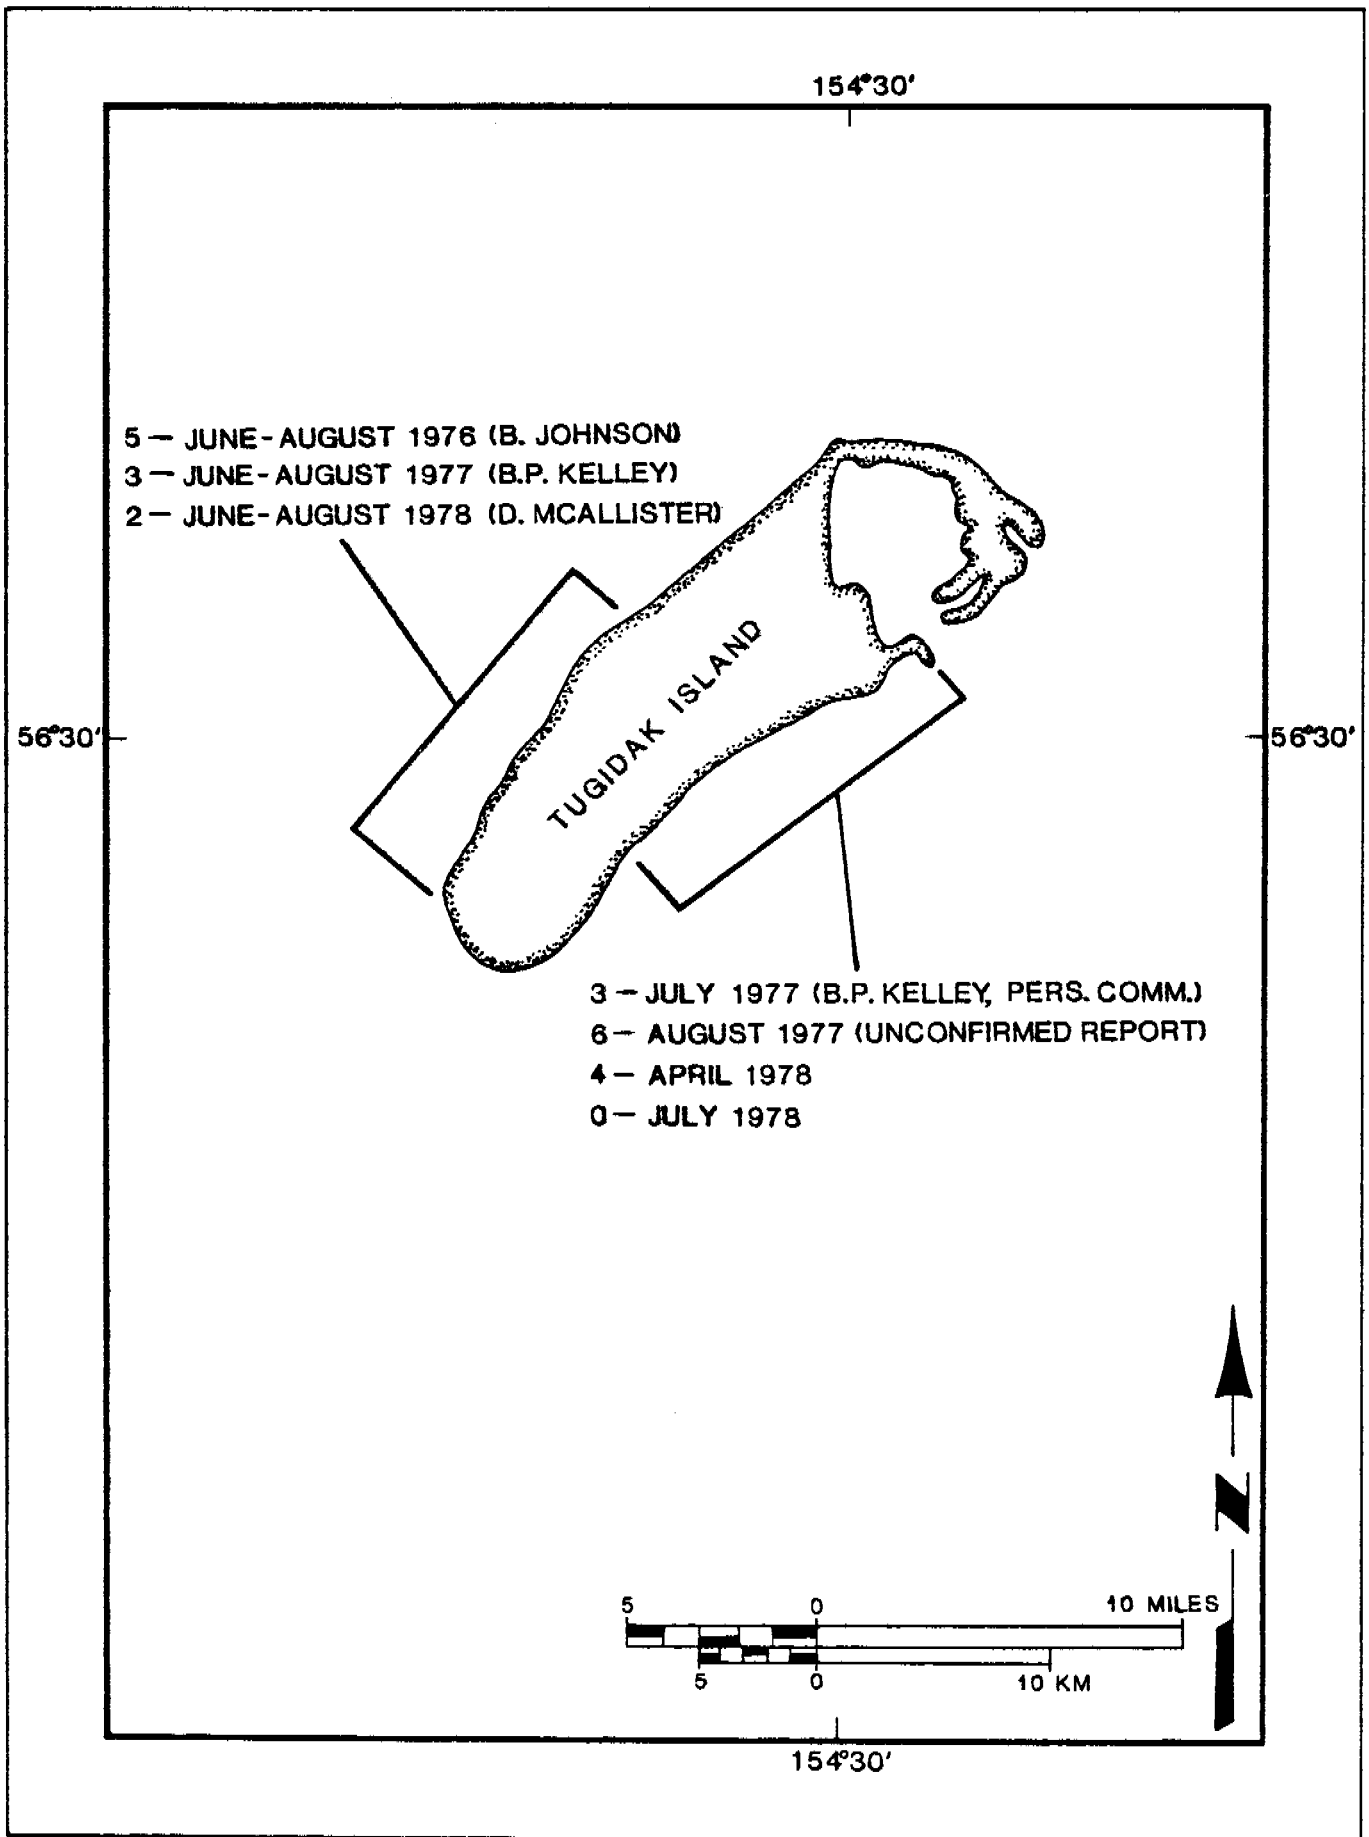 154°30'
5 — JUNE-AUGUST 1976 (B. JOHNSON)
3 — JUNE-AUGUST 1977 (B.P. KELLEY)
2 — JUNE-AUGUST 1978 (D. MCALLISTER)
TUGIDAK ISLAND
56°30'
56°30'
3 — JULY 1977 (B.P. KELLEY, PERS. COMM.)
6 — AUGUST 1977 (UNCONFIRMED REPORT)
4 — APRIL 1978
0 — JULY 1978
N
5 0 10 MILES
5 0 10 KM
154°30'